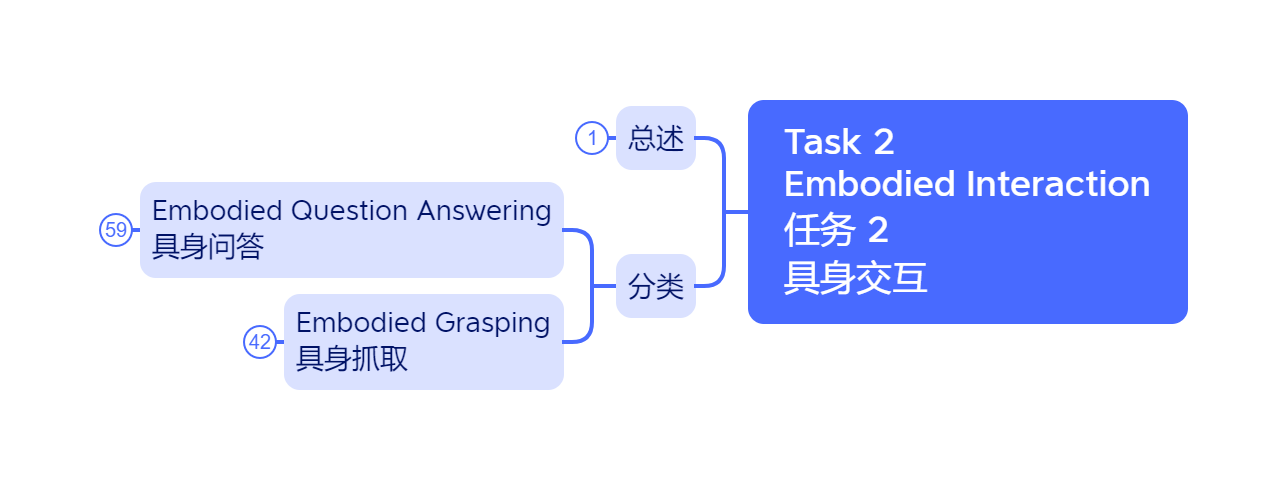 Task 2
Embodied Interaction
任务 2
具身交互
总述
1
分类
Embodied Question Answering
具身问答
59
Embodied Grasping
具身抓取
42